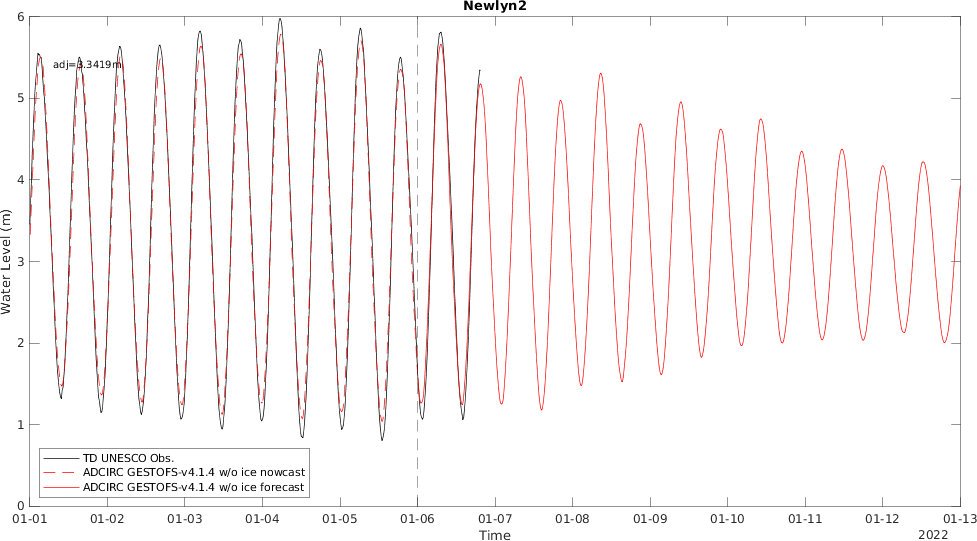 Newlyn2
6
adj=3.3419m
5
4
3
2
1
0
Water Level (m)
TD UNESCO Obs.
ADCIRC GESTOFS-v4.1.4 w/o ice nowcast
ADCIRC GESTOFS-v4.1.4 w/o ice forecast
01-01 01-02 01-03 01-04 01-05 01-06 01-07 01-08 01-09 01-10 01-11 01-12 01-13
Time
2022